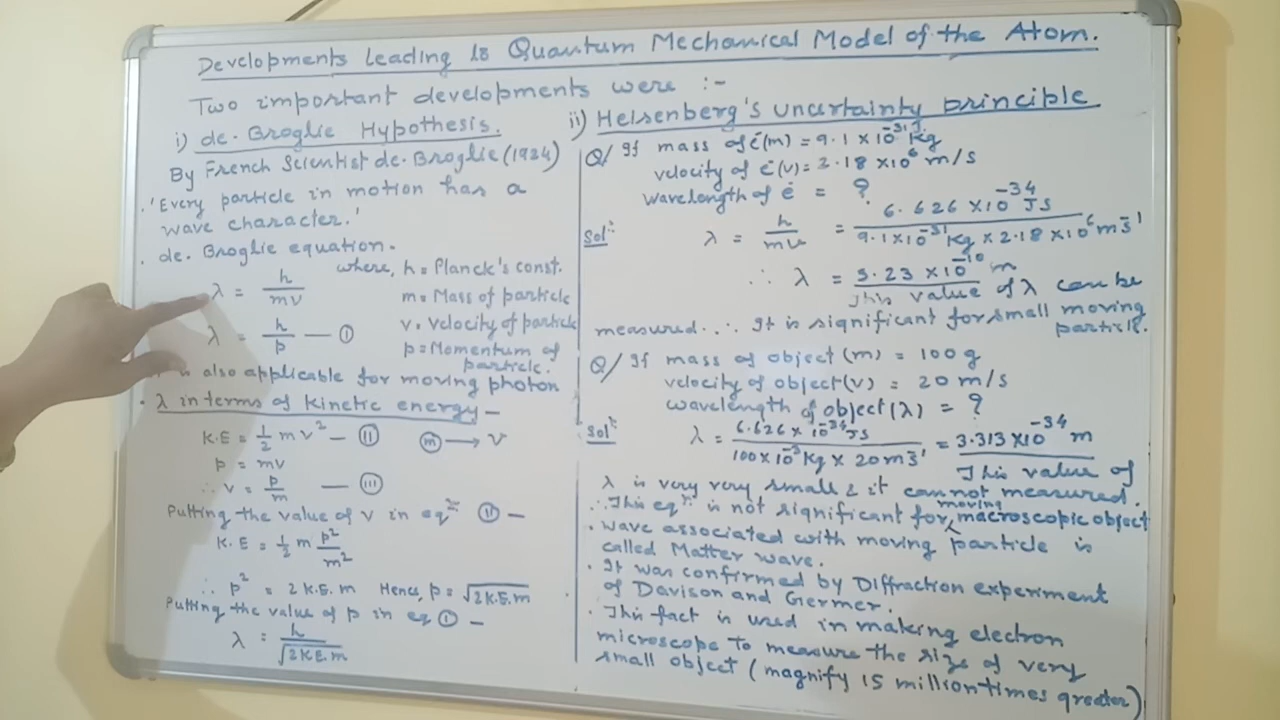 Developments Leading to Quantum Mechanical Model of the Atom.
Two important developments were :-
i) de-Broglie Hypothesis.
By French Scientist de-Broglie (1924)
. 'Every particle in motion has a
wave character.'
. de-Broglie equation.
λ = h/mv
where, h = Planck's const.
m = Mass of particle
λ = h/p — ①
v = Velocity of particle
p = Momentum of
particle.
is also applicable for moving photon
. λ in terms of kinetic energy —
K.E = 1/2 mv² — Ⅱ   m → v
p = mv
∴ v = p/m — Ⅲ
Putting the value of v in eqⁿ Ⅱ —
K.E = 1/2 m p²/m²
∴ p² = 2 K.E. m Hence, p = √2K.E.m
Putting the value of p in eq ① —
λ = h/√2K.E.m
ii) Heisenberg's uncertainty principle
Q/ If mass of e⁻(m) = 9.1 × 10⁻³¹ kg
velocity of e⁻(v) = 2.18 × 10⁶ m/s
wavelength of e⁻ = ?
Solⁿ: λ = h/mv = 6.626 × 10⁻³⁴ JS / 9.1 × 10⁻³¹ kg × 2.18 × 10⁶ ms⁻¹
∴ λ = 3.23 × 10⁻¹⁰ m
This value of λ can be
measured. ∴ It is significant for small moving
particle.
Q/ If mass of object (m) = 100 g
velocity of object (v) = 20 m/s
wavelength of object (λ) = ?
Solⁿ: λ = 6.626 × 10⁻³⁴ JS / 100 × 10⁻³ kg × 20 ms⁻¹ = 3.313 × 10⁻³⁴ m
This value of
λ is very very small & it cannot measured.
∴ This eqⁿ is not significant for moving macroscopic object
. Wave associated with moving particle is
called Matter wave.
. It was confirmed by Diffraction experiment
of Davison and Germer.
. This fact is used in making electron
microscope to measure the size of very
small object (magnify 15 million times greater)